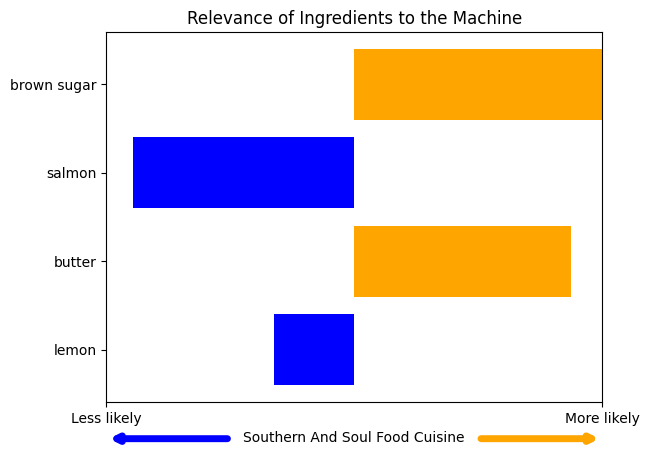 Relevance of Ingredients to the Machine
brown sugar
salmon
butter
lemon
Less likely
More likely
Southern And Soul Food Cuisine